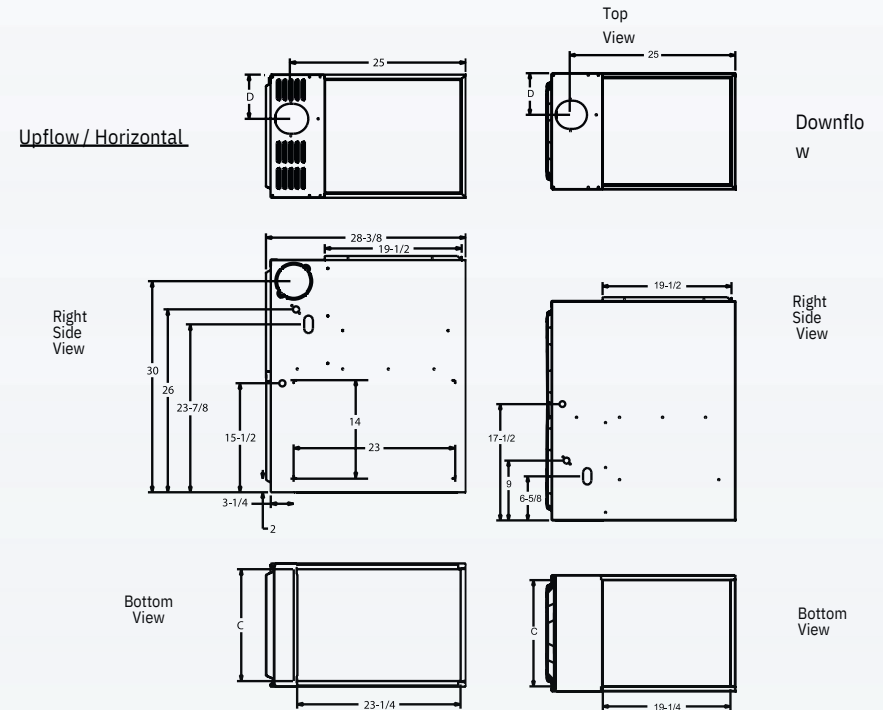 Top
View
25
25
D
D
Upflow / Horizontal
Downflo
w
28-3/8
19-1/2
19-1/2
Right
Side
View
Right
Side
View
30
26
23-7/8
15-1/2
14
23
3-1/4
2
17-1/2
9
6-5/8
Bottom
View
Bottom
View
C
C
23-1/4
19-1/4